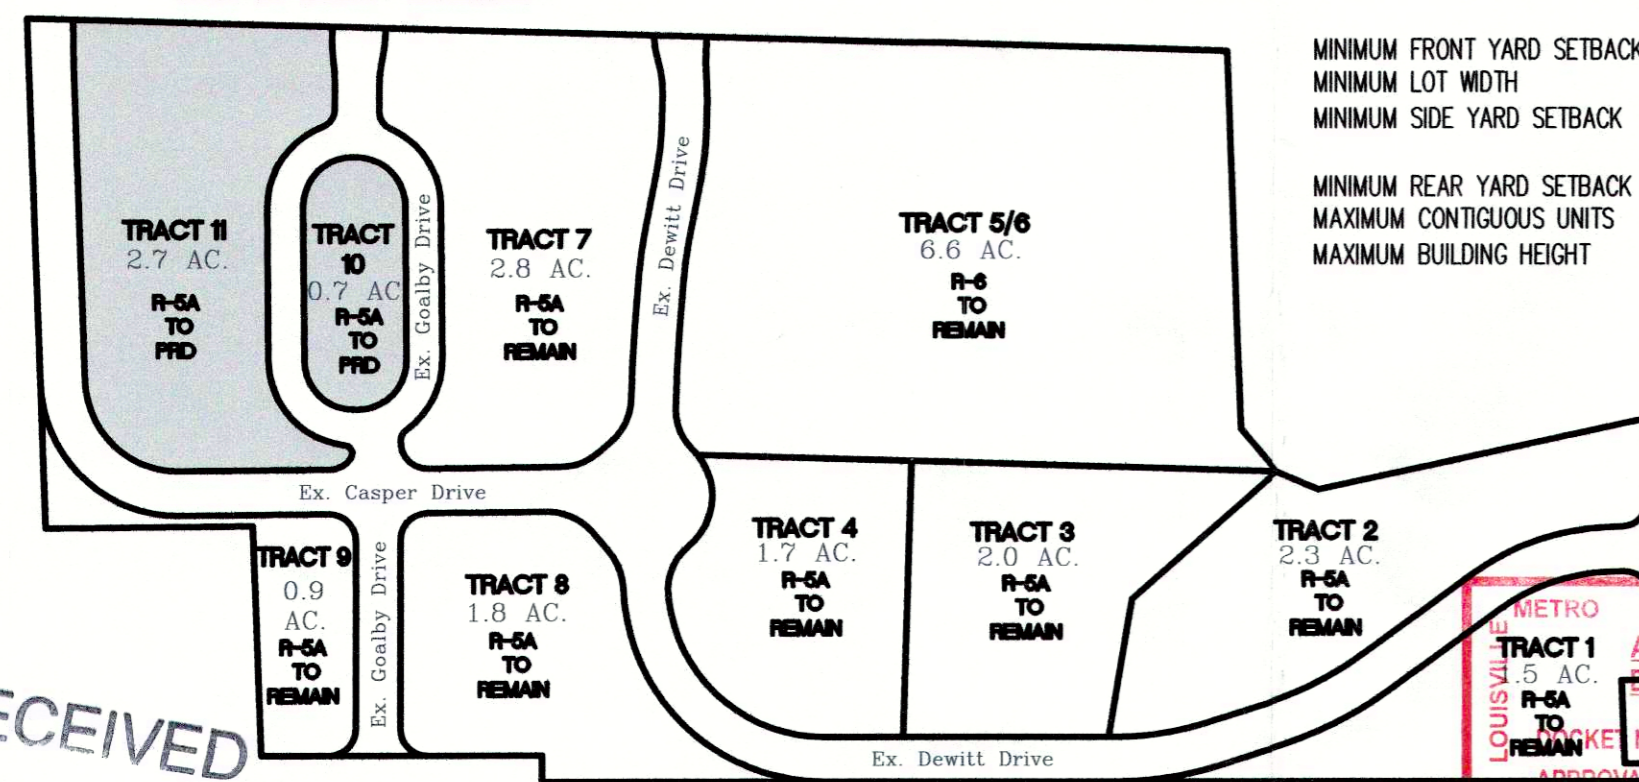 MINIMUM FRONT YARD SETBACK
MINIMUM LOT WIDTH
MINIMUM SIDE YARD SETBACK
MINIMUM REAR YARD SETBACK
MAXIMUM CONTIGUOUS UNITS
MAXIMUM BUILDING HEIGHT
TRACT 11
2.7 AC.
R-5A
TO
PRD
TRACT
10
0.7 AC
R-5A
TO
PRD
Ex. Goalby Drive
TRACT 7
2.8 AC.
R-5A
TO
REMAIN
Ex. Dewitt Drive
TRACT 5/6
6.6 AC.
R-6
TO
REMAIN
Ex. Casper Drive
TRACT 9
0.9
AC.
R-5A
TO
REMAIN
Ex. Goalby Drive
TRACT 8
1.8 AC.
R-5A
TO
REMAIN
TRACT 4
1.7 AC.
R-5A
TO
REMAIN
TRACT 3
2.0 AC.
R-5A
TO
REMAIN
TRACT 2
2.3 AC.
R-5A
TO
REMAIN
Ex. Dewitt Drive
METRO
LOUISVILLE
TRACT 1
1.5 AC.
R-5A
TO
REMAIN
ECEIVED